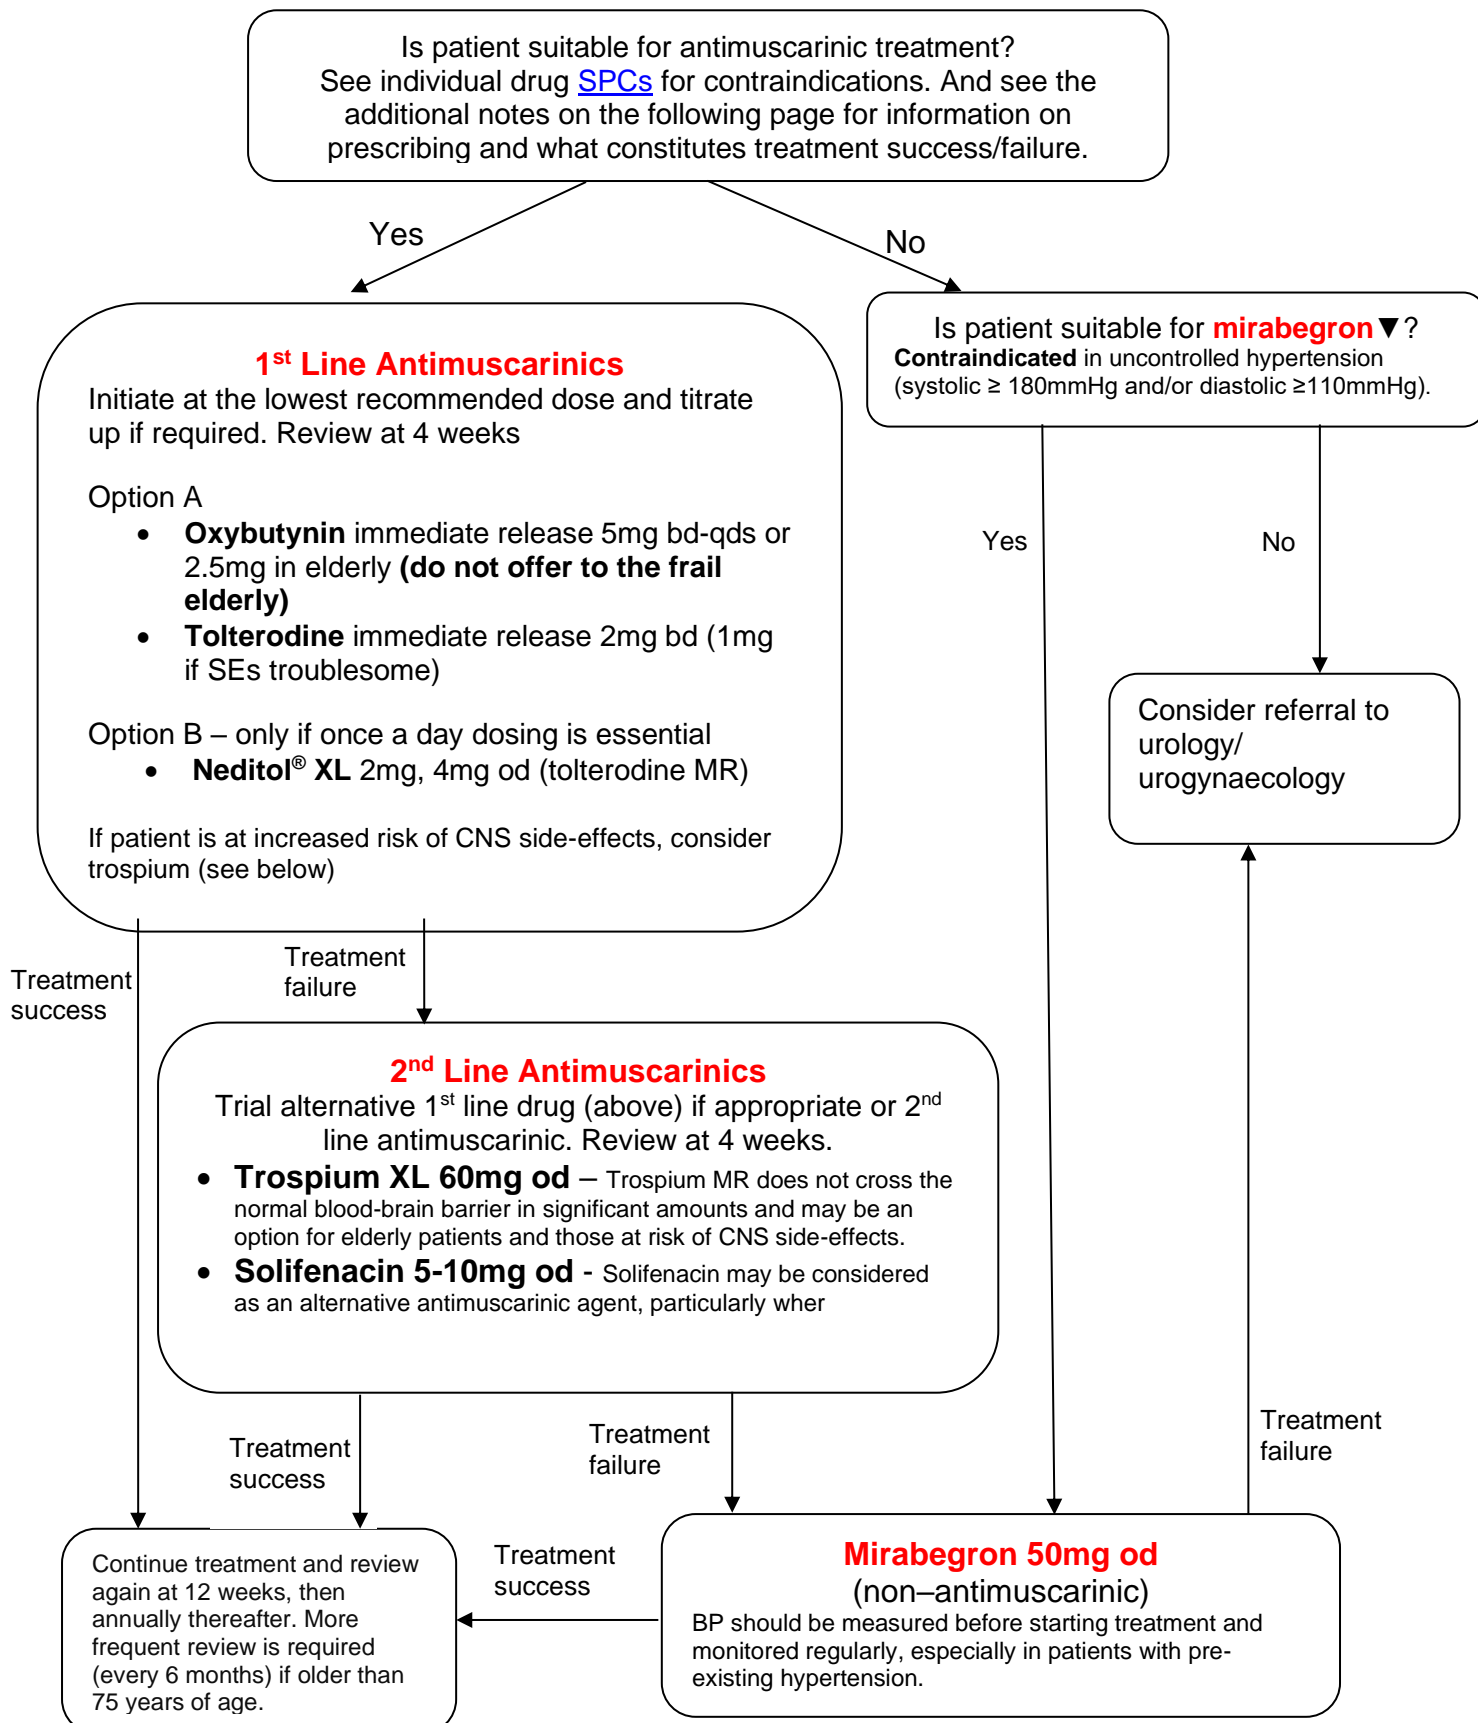 Is patient suitable for antimuscarinic treatment?
See individual drug SPCs for contraindications. And see the
additional notes on the following page for information on
prescribing and what constitutes treatment success/failure.
Yes
No
1st Line Antimuscarinics
Initiate at the lowest recommended dose and titrate
up if required. Review at 4 weeks
Option A
• Oxybutynin immediate release 5mg bd-qds or
2.5mg in elderly (do not offer to the frail
elderly)
• Tolterodine immediate release 2mg bd (1mg
if SEs troublesome)
Option B – only if once a day dosing is essential
• Neditol® XL 2mg, 4mg od (tolterodine MR)
If patient is at increased risk of CNS side-effects, consider
trospium (see below)
Is patient suitable for mirabegron▼?
Contraindicated in uncontrolled hypertension
(systolic ≥ 180mmHg and/or diastolic ≥110mmHg).
Yes
No
Consider referral to
urology/
urogynaecology
Treatment
success
Treatment
failure
2nd Line Antimuscarinics
Trial alternative 1st line drug (above) if appropriate or 2nd
line antimuscarinic. Review at 4 weeks.
• Trospium XL 60mg od – Trospium MR does not cross the
normal blood-brain barrier in significant amounts and may be an
option for elderly patients and those at risk of CNS side-effects.
• Solifenacin 5-10mg od - Solifenacin may be considered
as an alternative antimuscarinic agent, particularly wher
Treatment
success
Treatment
failure
Treatment
failure
Continue treatment and review
again at 12 weeks, then
annually thereafter. More
frequent review is required
(every 6 months) if older than
75 years of age.
Treatment
success
Mirabegron 50mg od
(non–antimuscarinic)
BP should be measured before starting treatment and
monitored regularly, especially in patients with pre-
existing hypertension.